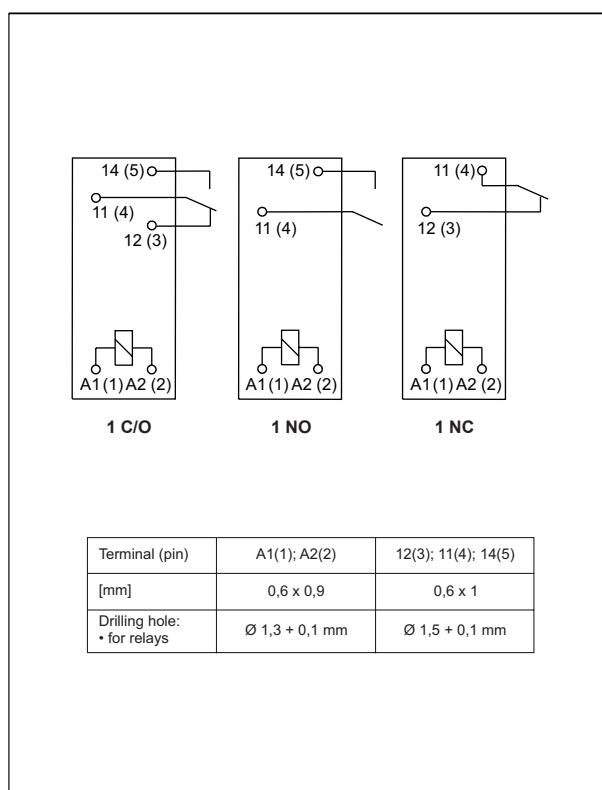 14 (5)
11 (4)
12 (3)
A1 (1) A2 (2)
1 C/O
14 (5)
11 (4)
A1 (1) A2 (2)
1 NO
11 (4)
12 (3)
A1 (1) A2 (2)
1 NC
Terminal (pin) A1(1); A2(2) 12(3); 11(4); 14(5)
[mm] 0,6 x 0,9 0,6 x 1
Drilling hole:
• for relays Ø 1,3 + 0,1 mm Ø 1,5 + 0,1 mm